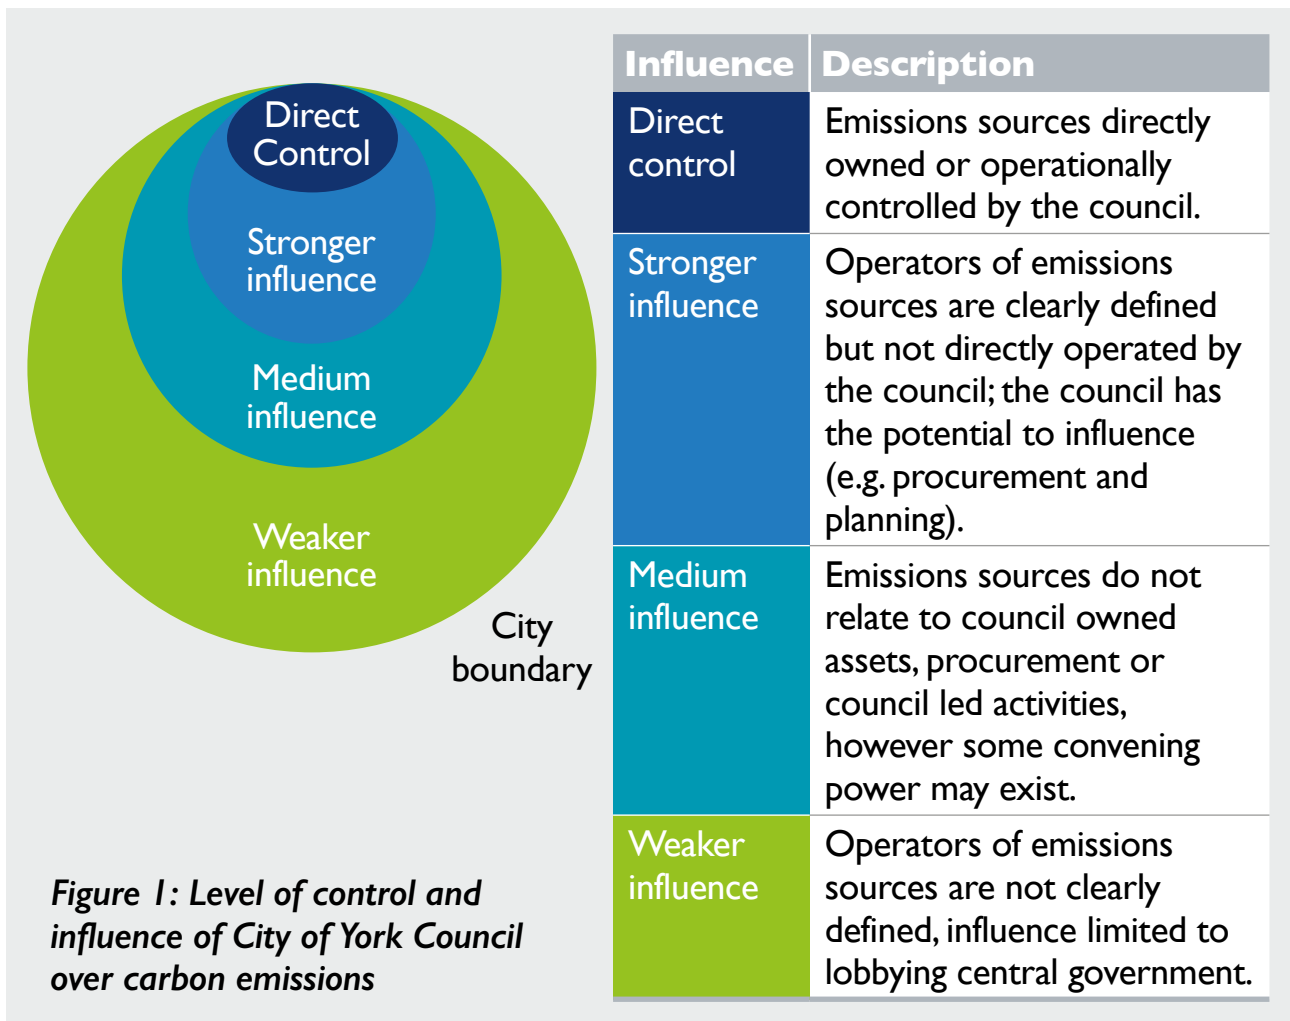 Direct
Control
Stronger
influence
Medium
influence
Weaker
influence
City
boundary
Figure 1: Level of control and
influence of City of York Council
over carbon emissions
Influence Description
Direct
control
Emissions sources directly
owned or operationally
controlled by the council.
Stronger
influence
Operators of emissions
sources are clearly defined
but not directly operated by
the council; the council has
the potential to influence
(e.g. procurement and
planning).
Medium
influence
Emissions sources do not
relate to council owned
assets, procurement or
council led activities,
however some convening
power may exist.
Weaker
influence
Operators of emissions
sources are not clearly
defined, influence limited to
lobbying central government.